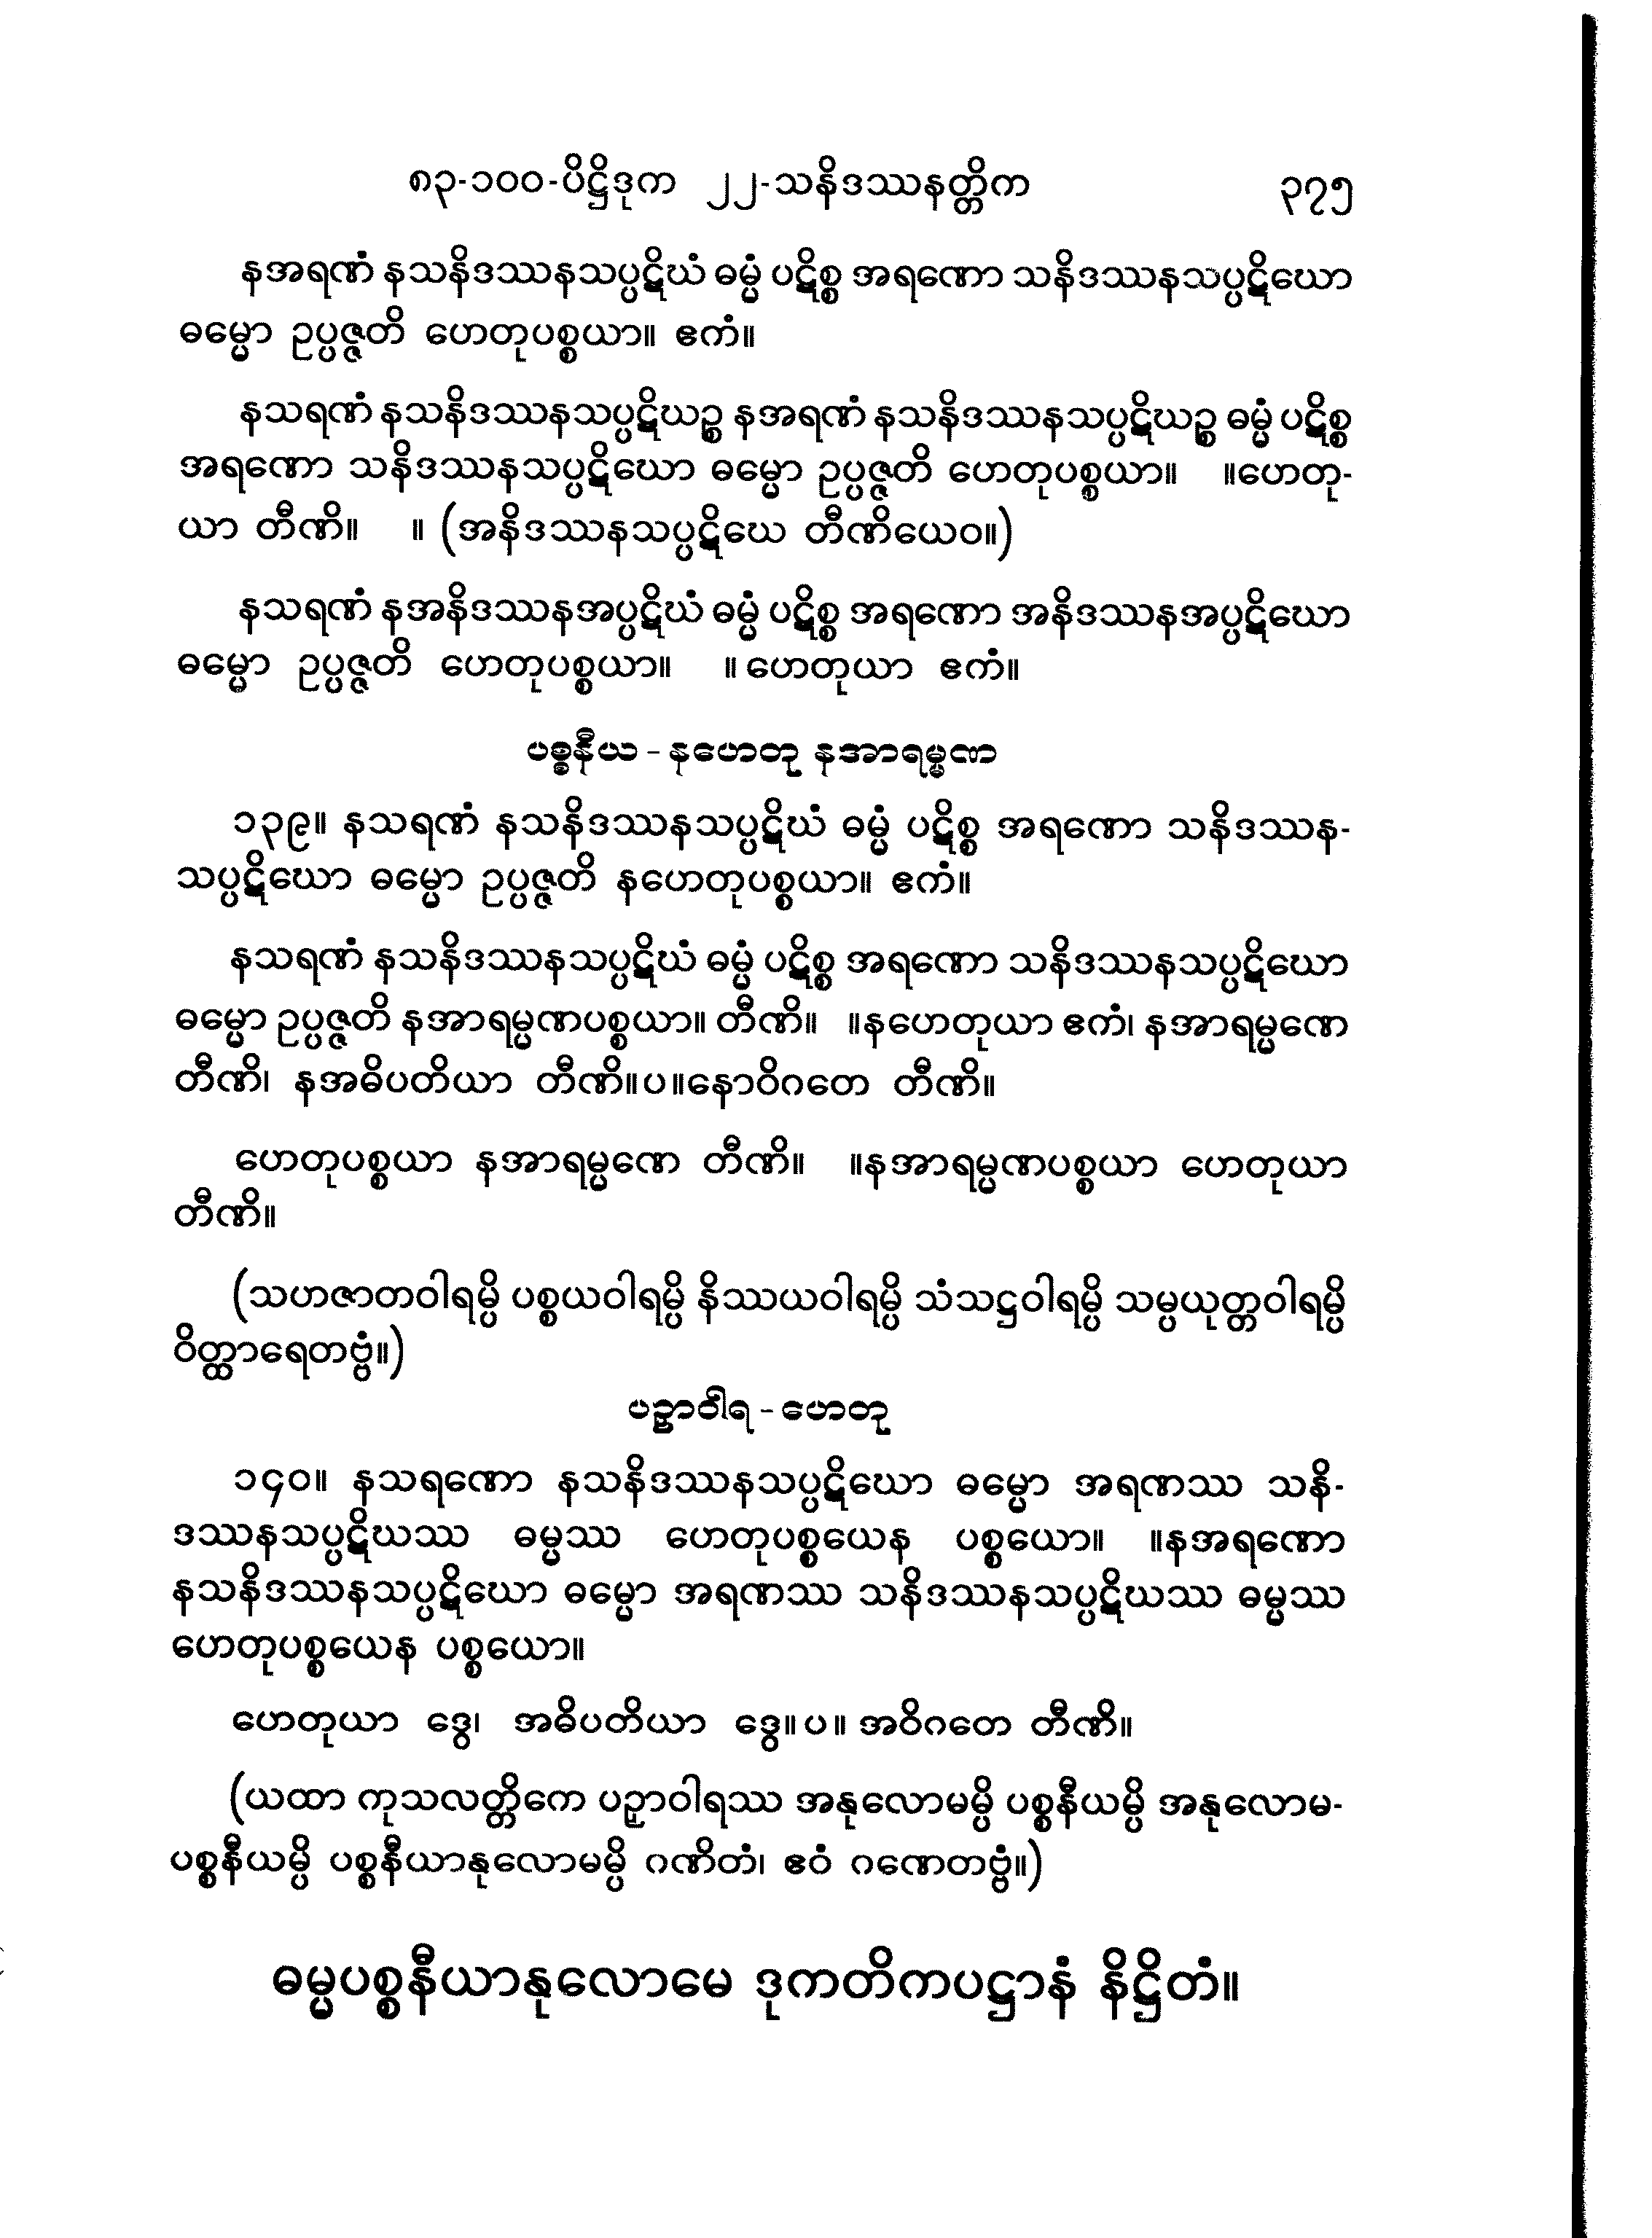 ၈၃-၁၀၀-ပိဋ္ဌိဒုက ၂၂-သနိဒဿနတ္တိက ၃၇၅
နအရဏံ နသနိဒဿနသပ္ပဋိဃံ ဓမ္မံ ပဋိစ္စ အရဏော သနိဒဿနသပ္ပဋိဃော
ဓမ္မော ဥပ္ပဇ္ဇတိ ဟေတုပစ္စယာ။ ဧကံ။
နသရဏံ နသနိဒဿနသပ္ပဋိဃဉ္စ နအရဏံ နသနိဒဿနသပ္ပဋိဃဉ္စ ဓမ္မံ ပဋိစ္စ
အရဏော သနိဒဿနသပ္ပဋိဃော ဓမ္မော ဥပ္ပဇ္ဇတိ ဟေတုပစ္စယာ။ ။ဟေတု-
ယာ တီဏိ။ ။ (အနိဒဿနသပ္ပဋိဃေ တီဏိယေဝ။)
နသရဏံ နအနိဒဿနအပ္ပဋိဃံ ဓမ္မံ ပဋိစ္စ အရဏော အနိဒဿနအပ္ပဋိဃော
ဓမ္မော ဥပ္ပဇ္ဇတိ ဟေတုပစ္စယာ။ ။ ဟေတုယာ ဧကံ။
ပစ္စနီယ - နဟေတု နအာရမ္မဏ
၁၃၉။ နသရဏံ နသနိဒဿနသပ္ပဋိဃံ ဓမ္မံ ပဋိစ္စ အရဏော သနိဒဿန-
သပ္ပဋိဃော ဓမ္မော ဥပ္ပဇ္ဇတိ နဟေတုပစ္စယာ။ ဧကံ။
နသရဏံ နသနိဒဿနသပ္ပဋိဃံ ဓမ္မံ ပဋိစ္စ အရဏော သနိဒဿနသပ္ပဋိဃော
ဓမ္မော ဥပ္ပဇ္ဇတိ နအာရမ္မဏပစ္စယာ။ တီဏိ။ ။နဟေတုယာ ဧကံ၊ နအာရမ္မဏေ
တီဏိ၊ နအဓိပတိယာ တီဏိ။ ပ။နောဝိဂတေ တီဏိ။
ဟေတုပစ္စယာ နအာရမ္မဏေ တီဏိ။ ။နအာရမ္မဏပစ္စယာ ဟေတုယာ
တီဏိ။
(သဟဇာတဝါရမ္ပိ ပစ္စယဝါရမ္ပိ နိဿယဝါရမ္ပိ သံသဋ္ဌဝါရမ္ပိ သမ္ပယုတ္တဝါရမ္ပိ
ဝိတ္ထာရေတဗ္ဗံ။)
ပဉှာဝါရ - ဟေတု
၁၄၀။ နသရဏော နသနိဒဿနသပ္ပဋိဃော ဓမ္မော အရဏဿ သနိ-
ဒဿနသပ္ပဋိဃဿ ဓမ္မဿ ဟေတုပစ္စယေန ပစ္စယော။ ။နအရဏော
နသနိဒဿနသပ္ပဋိဃော ဓမ္မော အရဏဿ သနိဒဿနသပ္ပဋိဃဿ ဓမ္မဿ
ဟေတုပစ္စယေန ပစ္စယော။
ဟေတုယာ ဒွေ၊ အဓိပတိယာ ဒွေ။ ပ။ အဝိဂတေ တီဏိ။
(ယထာ ကုသလတ္တိကေ ပဉှာဝါရဿ အနုလောမမ္ပိ ပစ္စနီယမ္ပိ အနုလောမ-
ပစ္စနီယမ္ပိ ပစ္စနီယာနုလောမမ္ပိ ဂဏိတံ၊ ဧဝံ ဂဏေတဗ္ဗံ။)
ဓမ္မပစ္စနီယာနုလောမေ ဒုကတိကပဋ္ဌာနံ နိဋ္ဌိတံ။